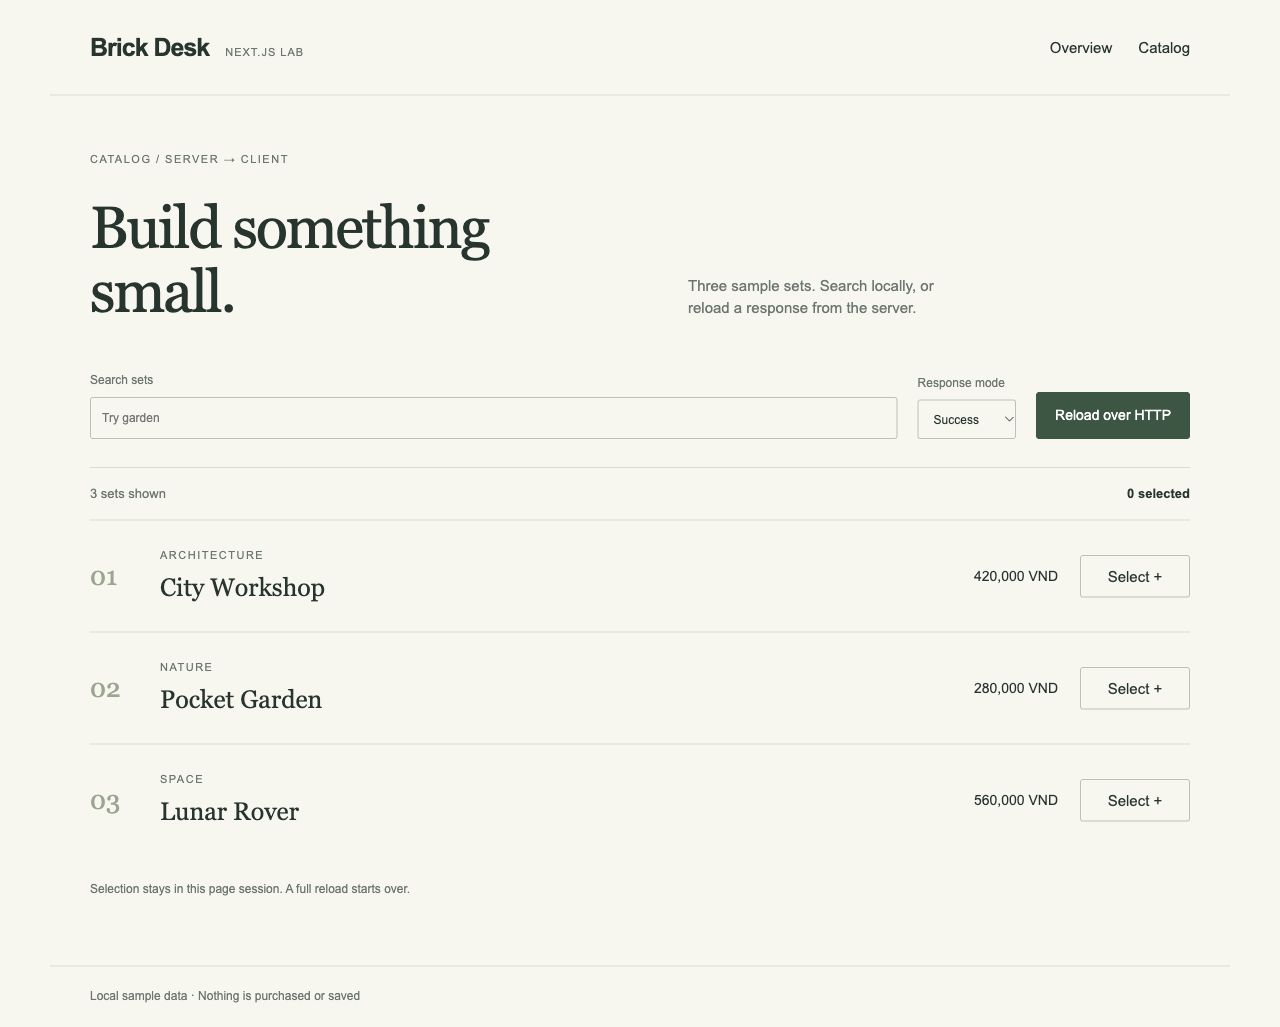 Brick Desk NEXT.JS LAB
Overview Catalog
CATALOG / SERVER → CLIENT
Build something
small.
Three sample sets. Search locally, or
reload a response from the server.
Search sets
Try garden
Response mode
Success
Reload over HTTP
3 sets shown
0 selected
01
ARCHITECTURE
City Workshop
420,000 VND
Select +
02
NATURE
Pocket Garden
280,000 VND
Select +
03
SPACE
Lunar Rover
560,000 VND
Select +
Selection stays in this page session. A full reload starts over.
Local sample data · Nothing is purchased or saved